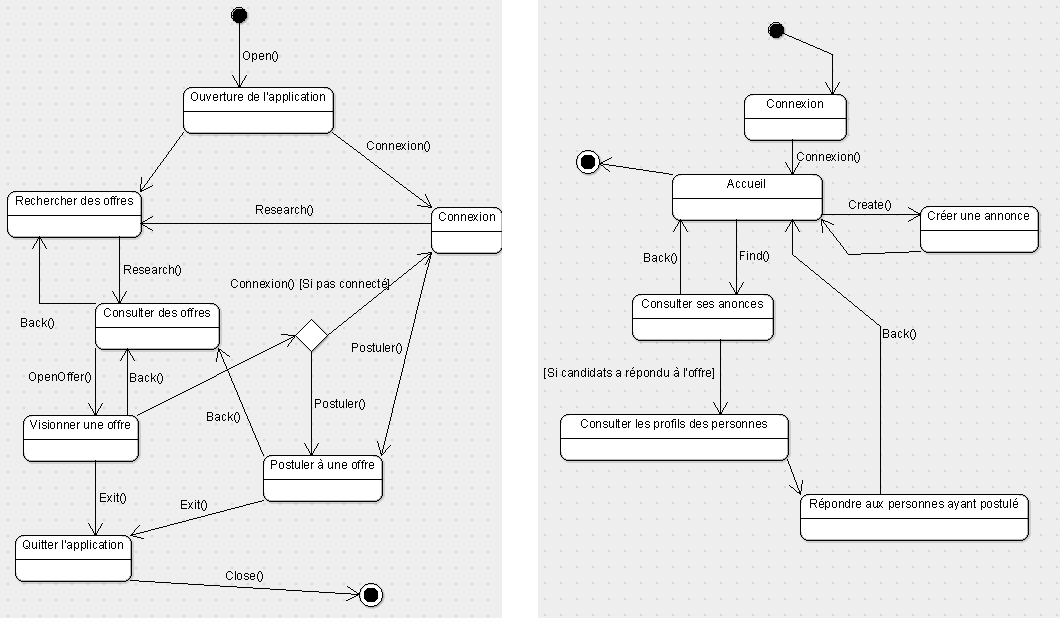 Open()
Ouverture de l'application
Connexion()
Rechercher des offres
Research()
Connexion
Research()
Connexion() [Si pas connecté]
Consulter des offres
Back()
Postuler()
OpenOffer()
Back()
Postuler()
Back()
Visionner une offre
Postuler à une offre
Exit()
Exit()
Quitter l'application
Close()
Connexion
Connexion()
Accueil
Create()
Créer une annonce
Back()
Find()
Consulter ses anonces
Back()
[Si candidats a répondu à l'offre]
Consulter les profils des personnes
Répondre aux personnes ayant postulé